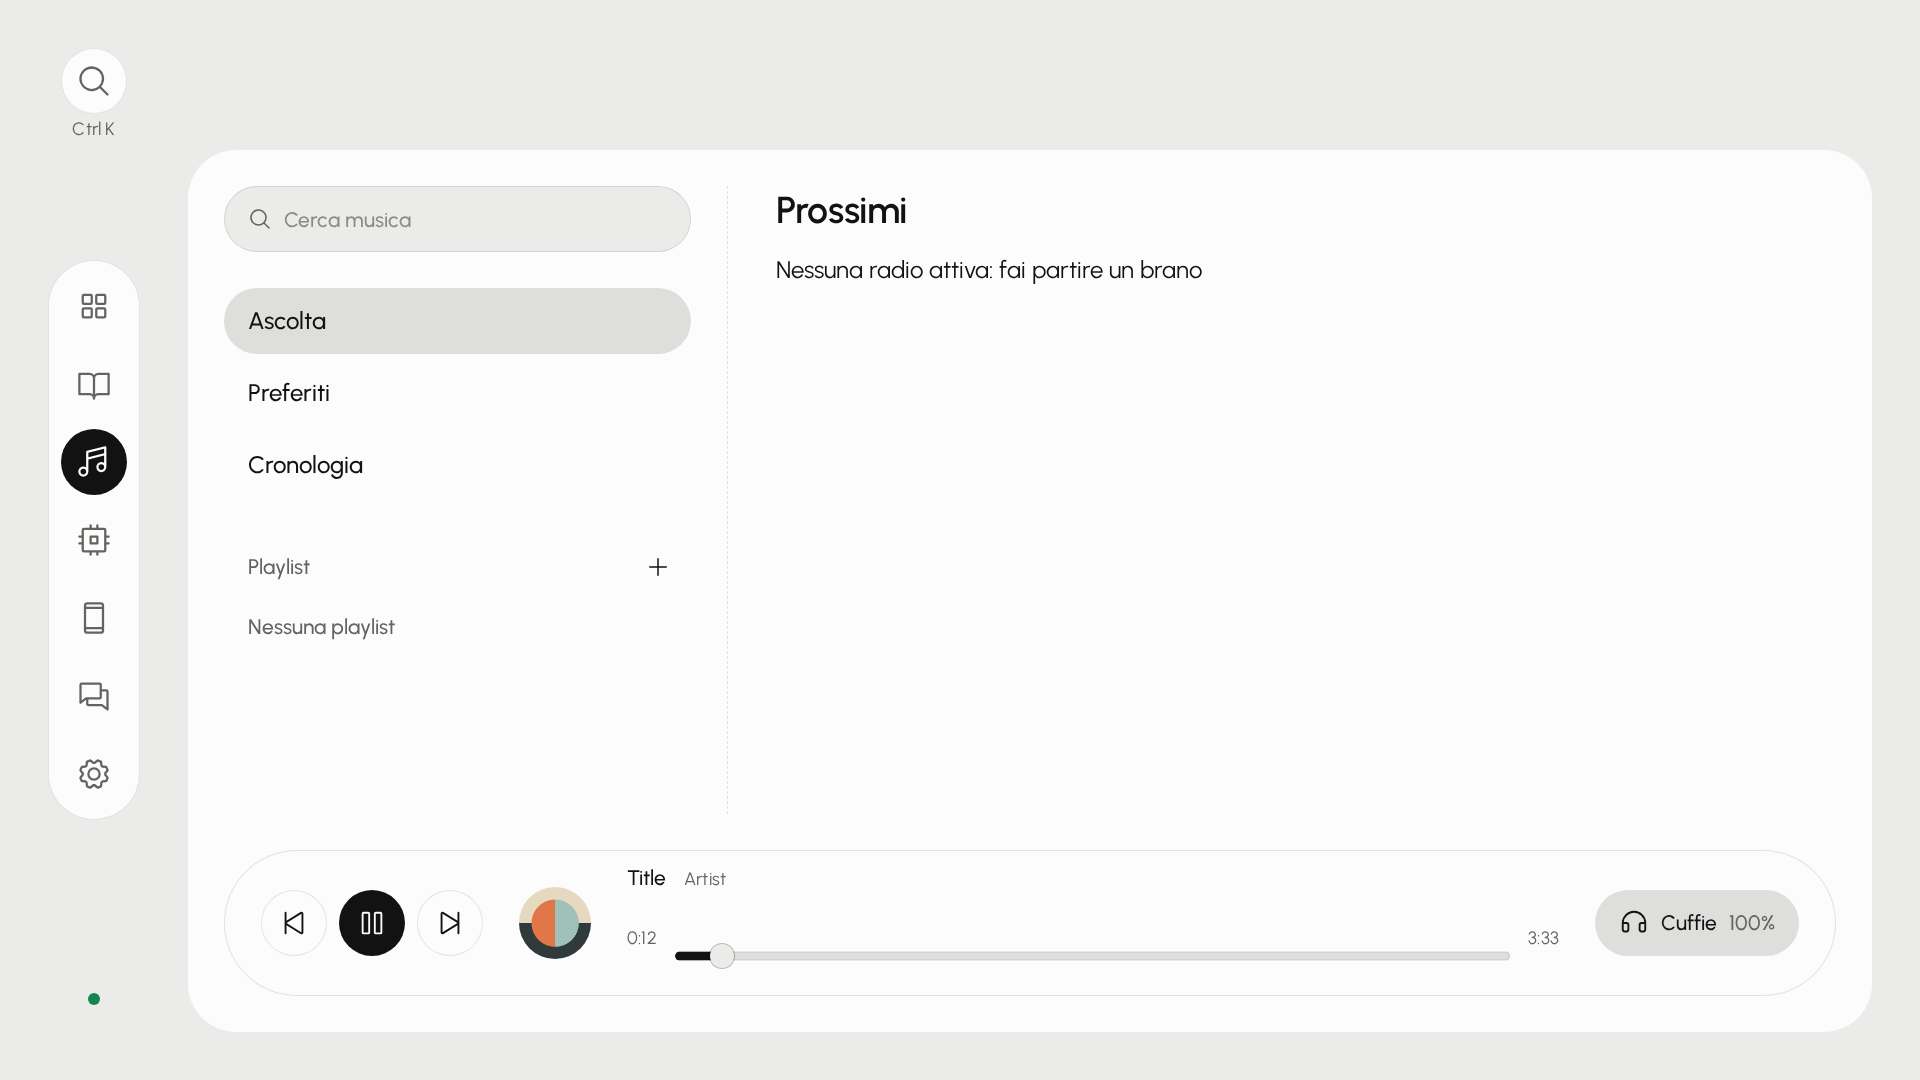 Ctrl K
Cerca musica
Ascolta
Preferiti
Cronologia
Playlist
Nessuna playlist
Prossimi
Nessuna radio attiva: fai partire un brano
Title Artist
0:12
3:33
Cuffie 100%